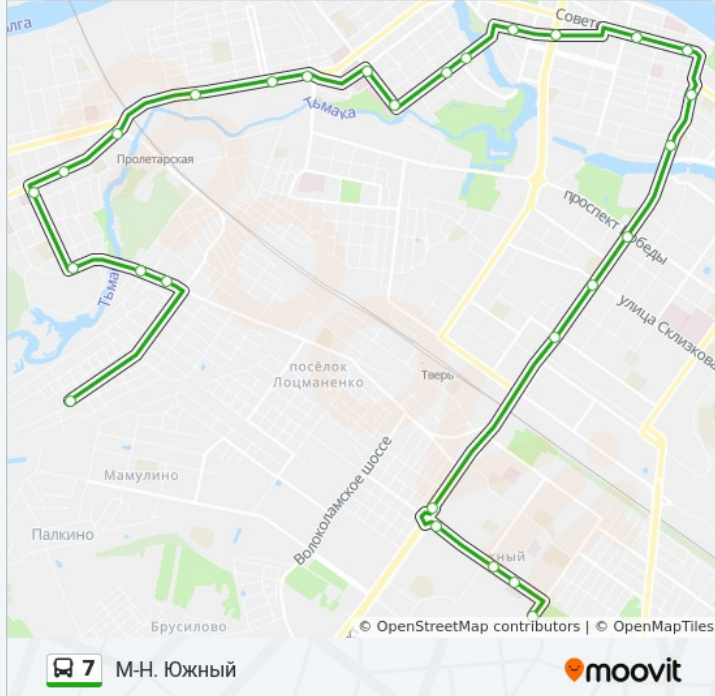 лга
Совет
Тьмака
Пролетарская
проспект Победы
Тьма
улица Склизкова
посёлок
Лоцманенко
Тверь
Мамулино
Волоколамское шоссе
Палкино
жный
Брусилово
© OpenStreetMap contributors | © OpenMapTiles
7 М-Н. Южный
moovit